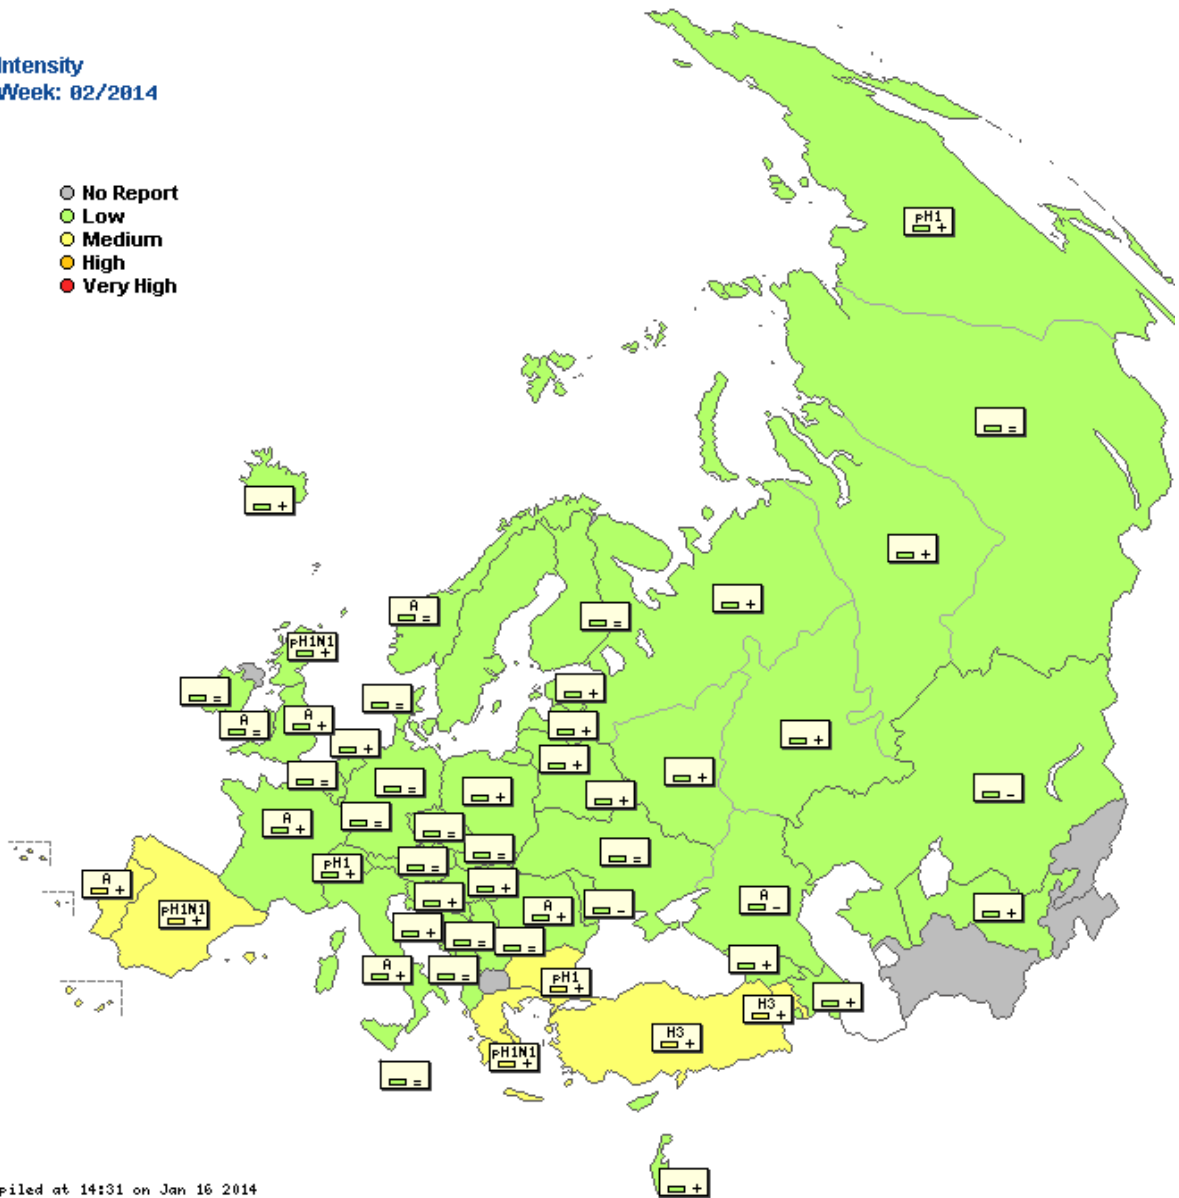 Intensity
Week: 02/2014
No Report
Low
Medium
High
Very High
pH1
+
=
+
+
A
=
+
=
pH1N1
+
=
+
=
A
=
A
+
=
+
+
+
+
+
=
=
+
+
-
A
+
=
=
=
pH1
+
=
=
+
A
+
pH1N1
+
+
A
+
-
A
-
+
+
=
=
A
+
=
+
pH1
+
H3
+
+
H3
+
pH1N1
+
=
+
piled at 14:31 on Jan 16 2014